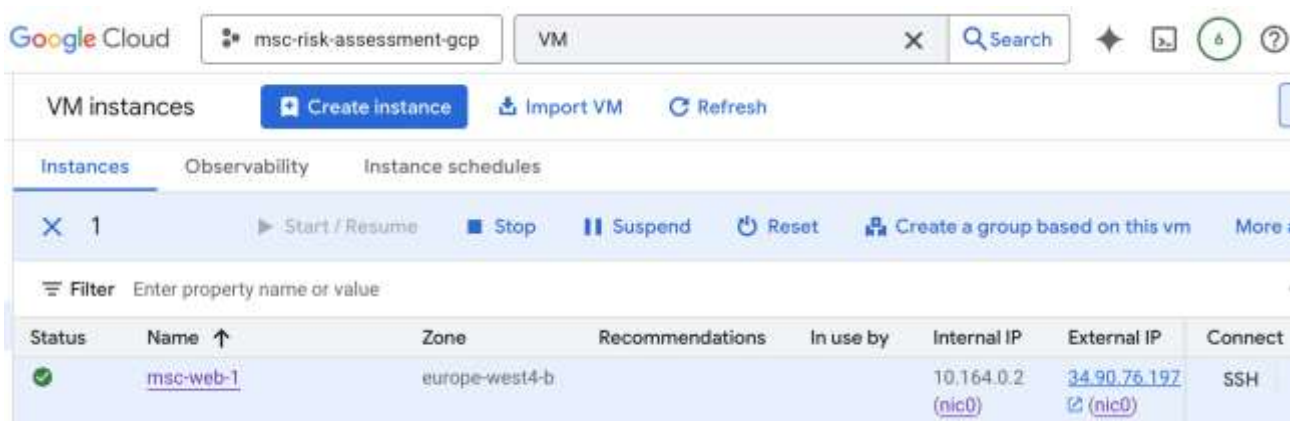 Google Cloud msc-risk-assessment-gcp VM Search 6
VM instances Create instance Import VM Refresh
Instances Observability Instance schedules
1 Start / Resume Stop Suspend Reset Create a group based on this vm More
Filter Enter property name or value
Status Name Zone Recommendations In use by Internal IP External IP Connect
msc-web-1 europe-west4-b 10.164.0.2 34.90.76.197 SSH
(nic0) (nic0)